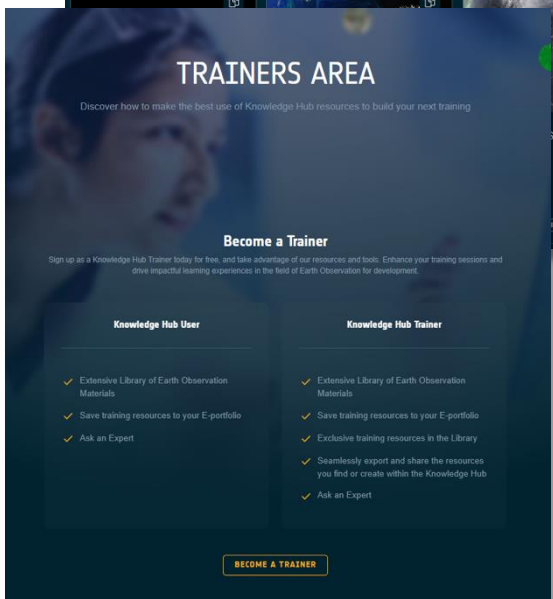 TRAINERS AREA
Discover how to make the best use of Knowledge Hub resources to build your next training
Become a Trainer
Sign up as a Knowledge Hub Trainer today for free, and take advantage of our resources and tools. Enhance your training sessions and
drive impactful learning experiences in the field of Earth Observation for development.
Knowledge Hub User
Extensive Library of Earth Observation
Materials
Save training resources to your E-portfolio
Ask an Expert
Knowledge Hub Trainer
Extensive Library of Earth Observation
Materials
Save training resources to your E-portfolio
Exclusive training resources in the Library
Seamlessly export and share the resources
you find or create within the Knowledge Hub
Ask an Expert
BECOME A TRAINER